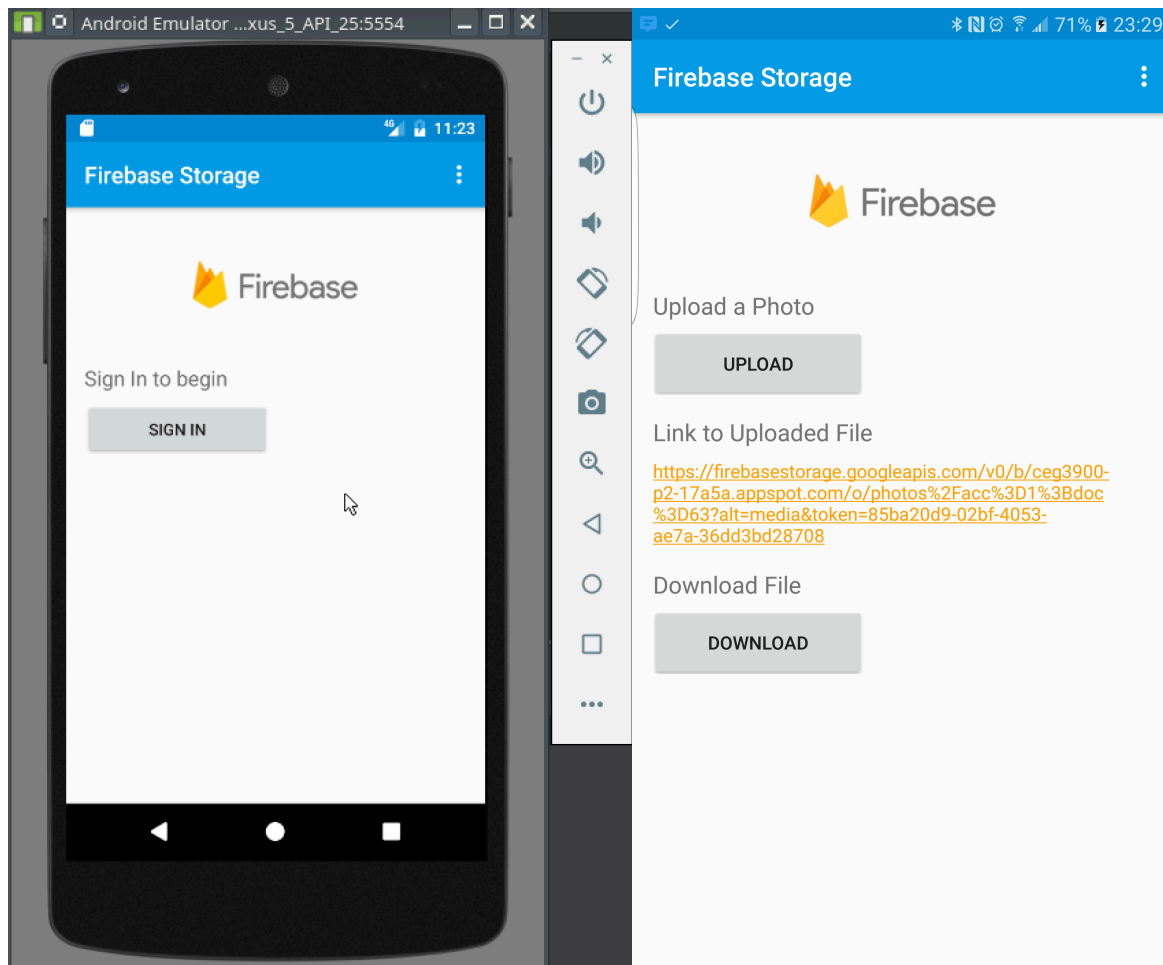 Android Emulator ...xus_5_API_25:5554
4G 11:23
Firebase Storage
Firebase
Sign In to begin
SIGN IN
71% 23:29
Firebase Storage
Firebase
Upload a Photo
UPLOAD
Link to Uploaded File
https://firebasestorage.googleapis.com/v0/b/ceg3900-
p2-17a5a.appspot.com/o/photos%2Facc%3D1%3Bdoc
%3D63?alt=media&token=85ba20d9-02bf-4053-
ae7a-36dd3bd28708
Download File
DOWNLOAD